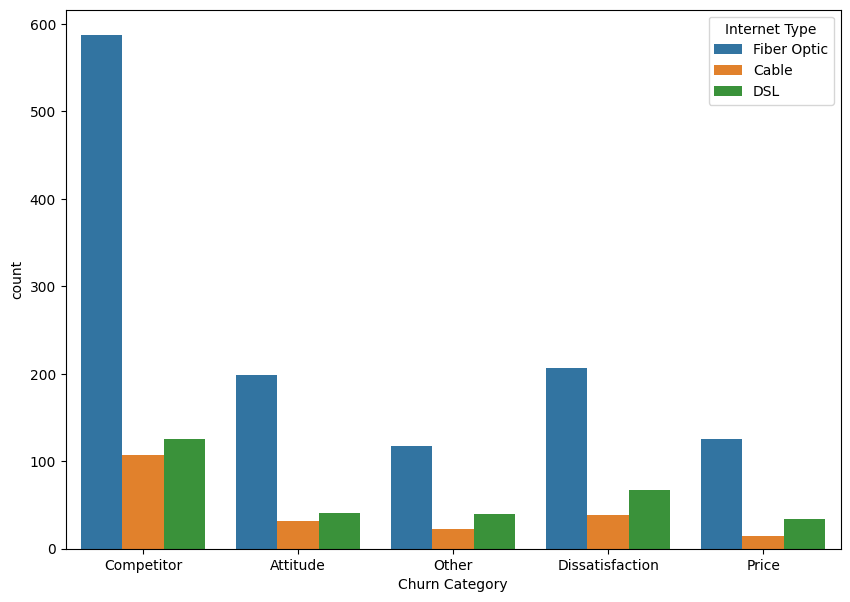 600
500
400
300
200
100
0
count
Internet Type
Fiber Optic
Cable
DSL
Competitor
Attitude
Other
Dissatisfaction
Price
Churn Category